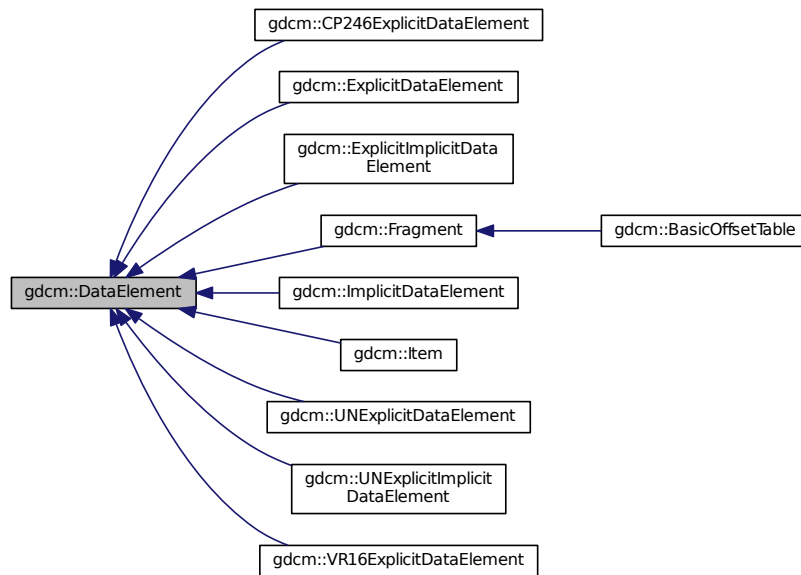 gdcm::CP246ExplicitDataElement
gdcm::ExplicitDataElement
gdcm::ExplicitImplicitData
Element
gdcm::Fragment
gdcm::BasicOffsetTable
gdcm::DataElement
gdcm::ImplicitDataElement
gdcm::Item
gdcm::UNExplicitDataElement
gdcm::UNExplicitImplicit
DataElement
gdcm::VR16ExplicitDataElement